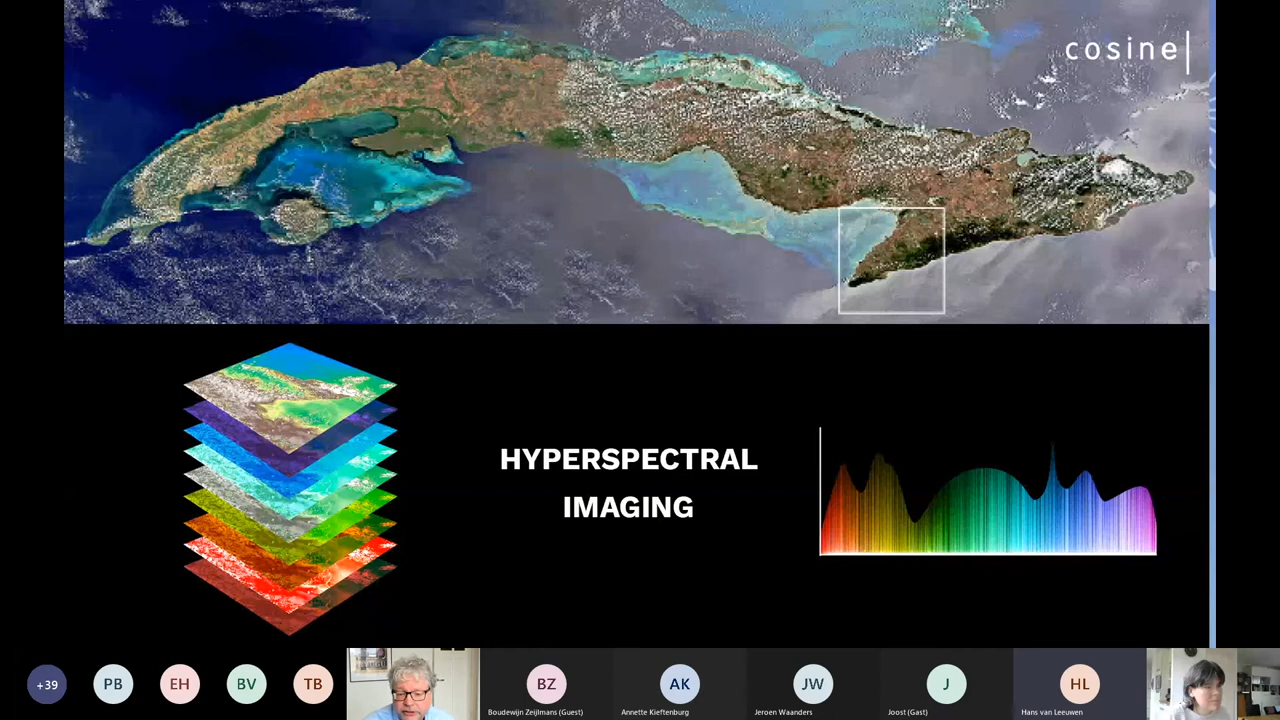 cosine|
HYPERSPECTRAL
IMAGING
+39
PB
EH
BV
TB
BZ
AK
JW
J
HL
Boudewijn Zeijlmans (Guest)
Annette Kieftenburg
Jeroen Waanders
Joost (Gast)
Hans van Leeuwen